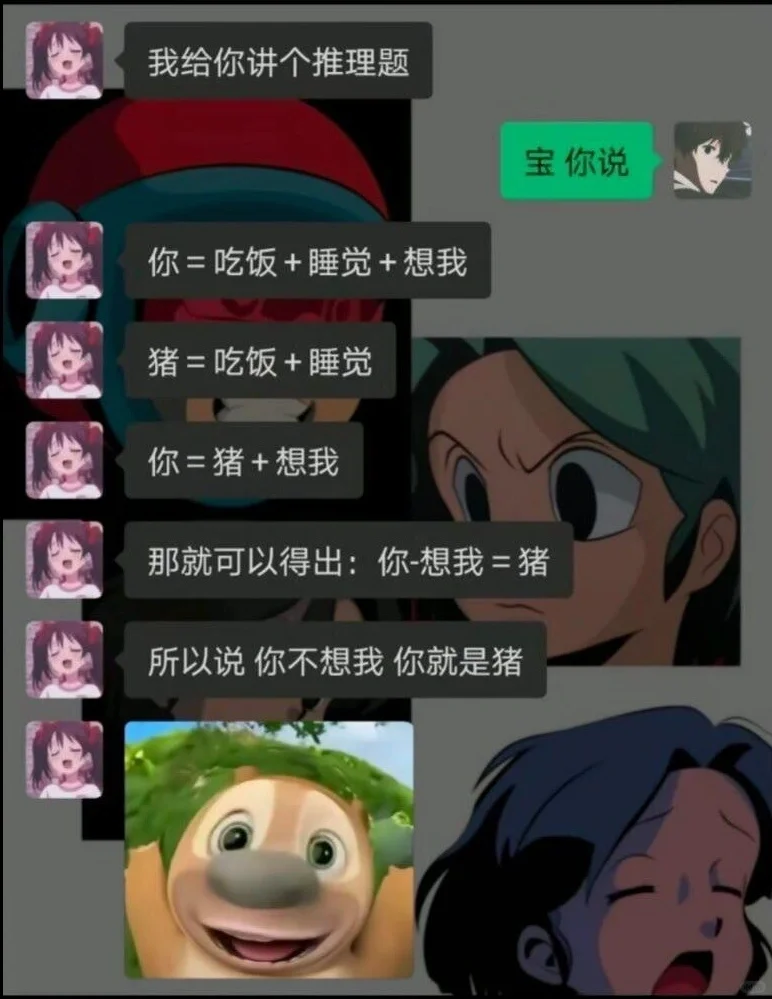 我给你讲个推理题
宝 你说
你=吃饭+睡觉+想我
猪=吃饭+睡觉
你=猪+想我
那就可以得出：你-想我=猪
所以说 你不想我 你就是猪